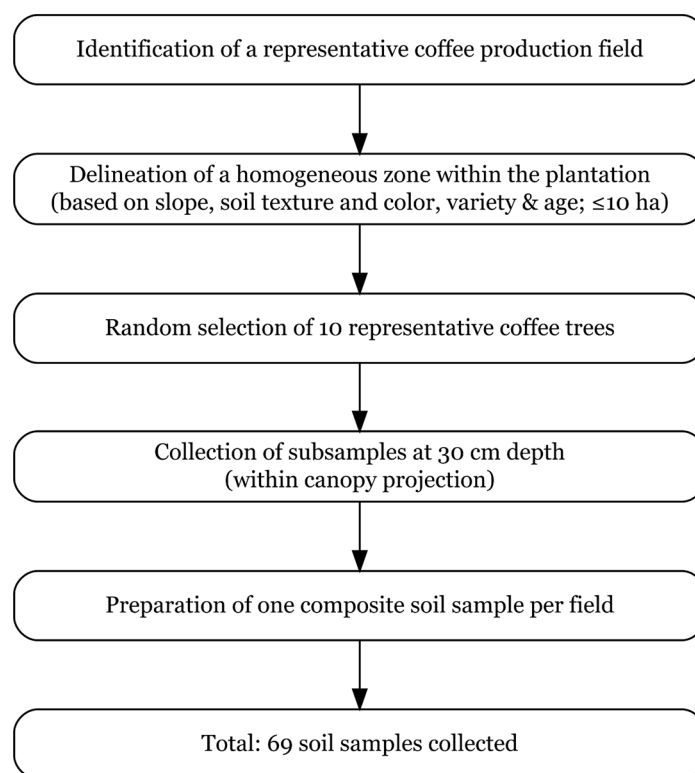 Identification of a representative coffee production field
Delineation of a homogeneous zone within the plantation
(based on slope, soil texture and color, variety & age; ≤10 ha)
Random selection of 10 representative coffee trees
Collection of subsamples at 30 cm depth
(within canopy projection)
Preparation of one composite soil sample per field
Total: 69 soil samples collected